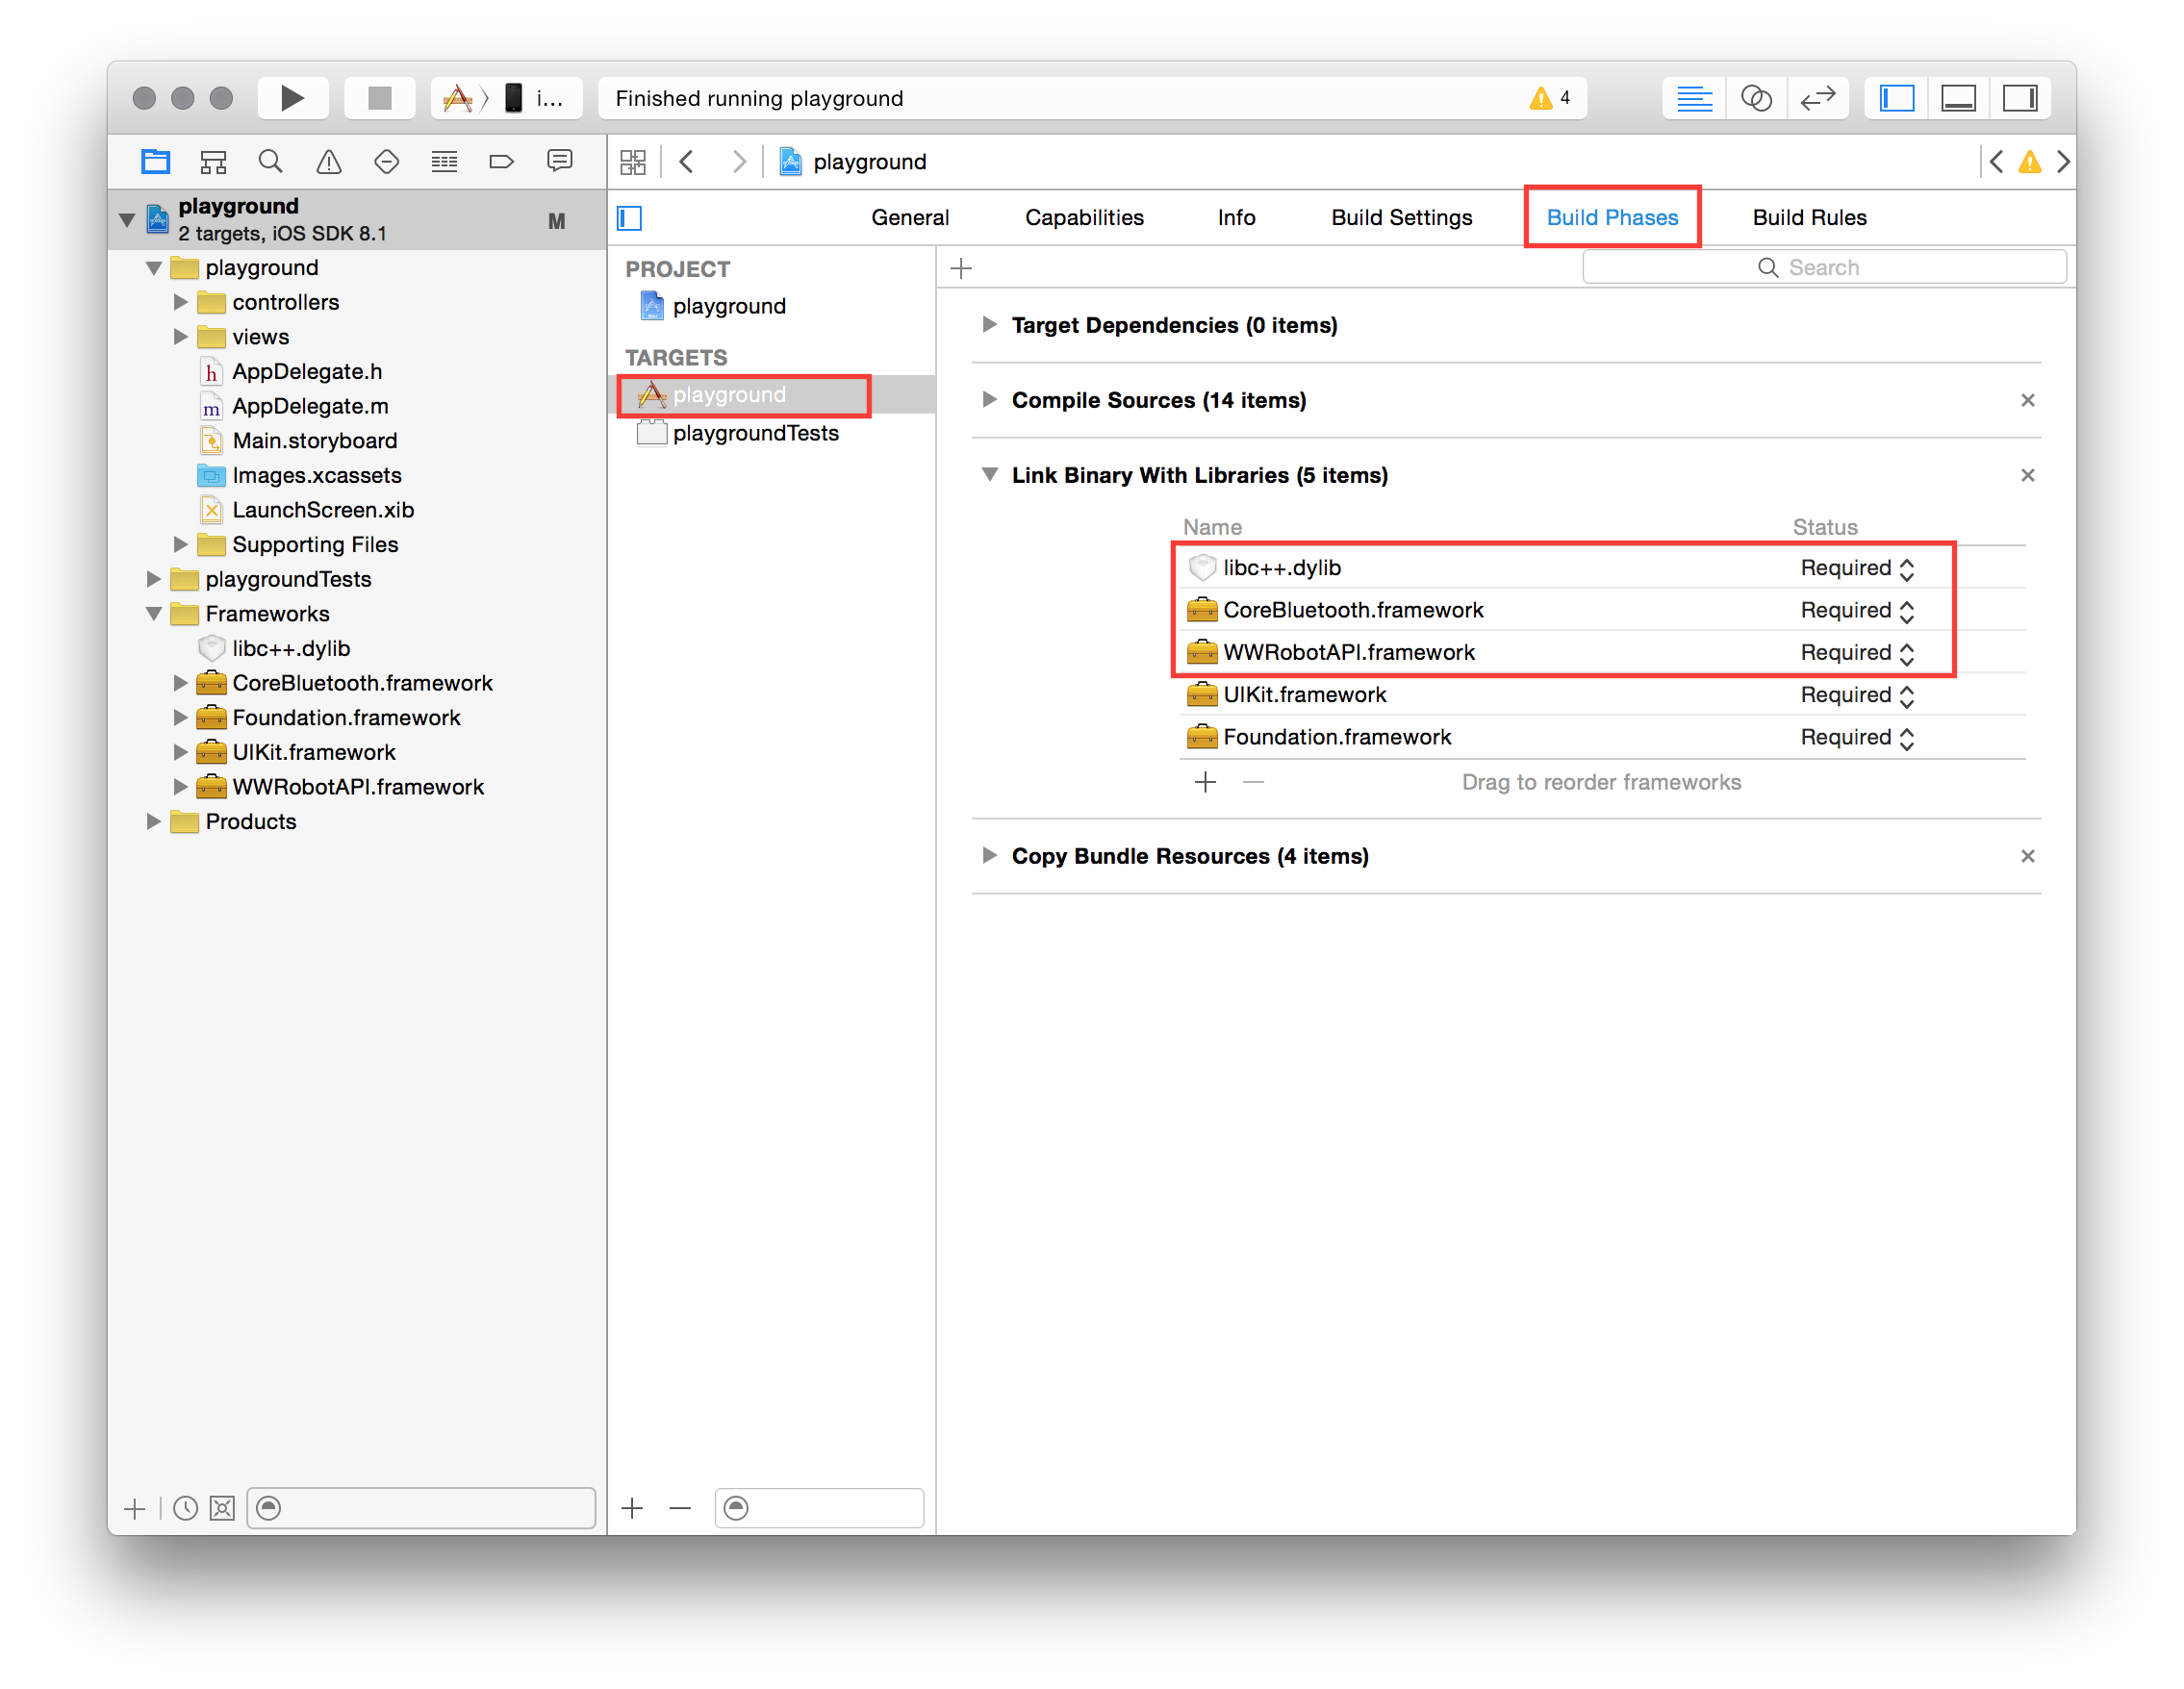 i...
Finished running playground
4
playground
playground
2 targets, iOS SDK 8.1
M
playground
controllers
views
h AppDelegate.h
m AppDelegate.m
Main.storyboard
Images.xcassets
LaunchScreen.xib
Supporting Files
playgroundTests
Frameworks
libc++.dylib
CoreBluetooth.framework
Foundation.framework
UIKit.framework
WWRobotAPI.framework
Products
General Capabilities Info Build Settings Build Phases Build Rules
PROJECT
playground
TARGETS
playground
playgroundTests
Search
Target Dependencies (0 items)
Compile Sources (14 items)
Link Binary With Libraries (5 items)
Name Status
libc++.dylib Required
CoreBluetooth.framework Required
WWRobotAPI.framework Required
UIKit.framework Required
Foundation.framework Required
Drag to reorder frameworks
Copy Bundle Resources (4 items)